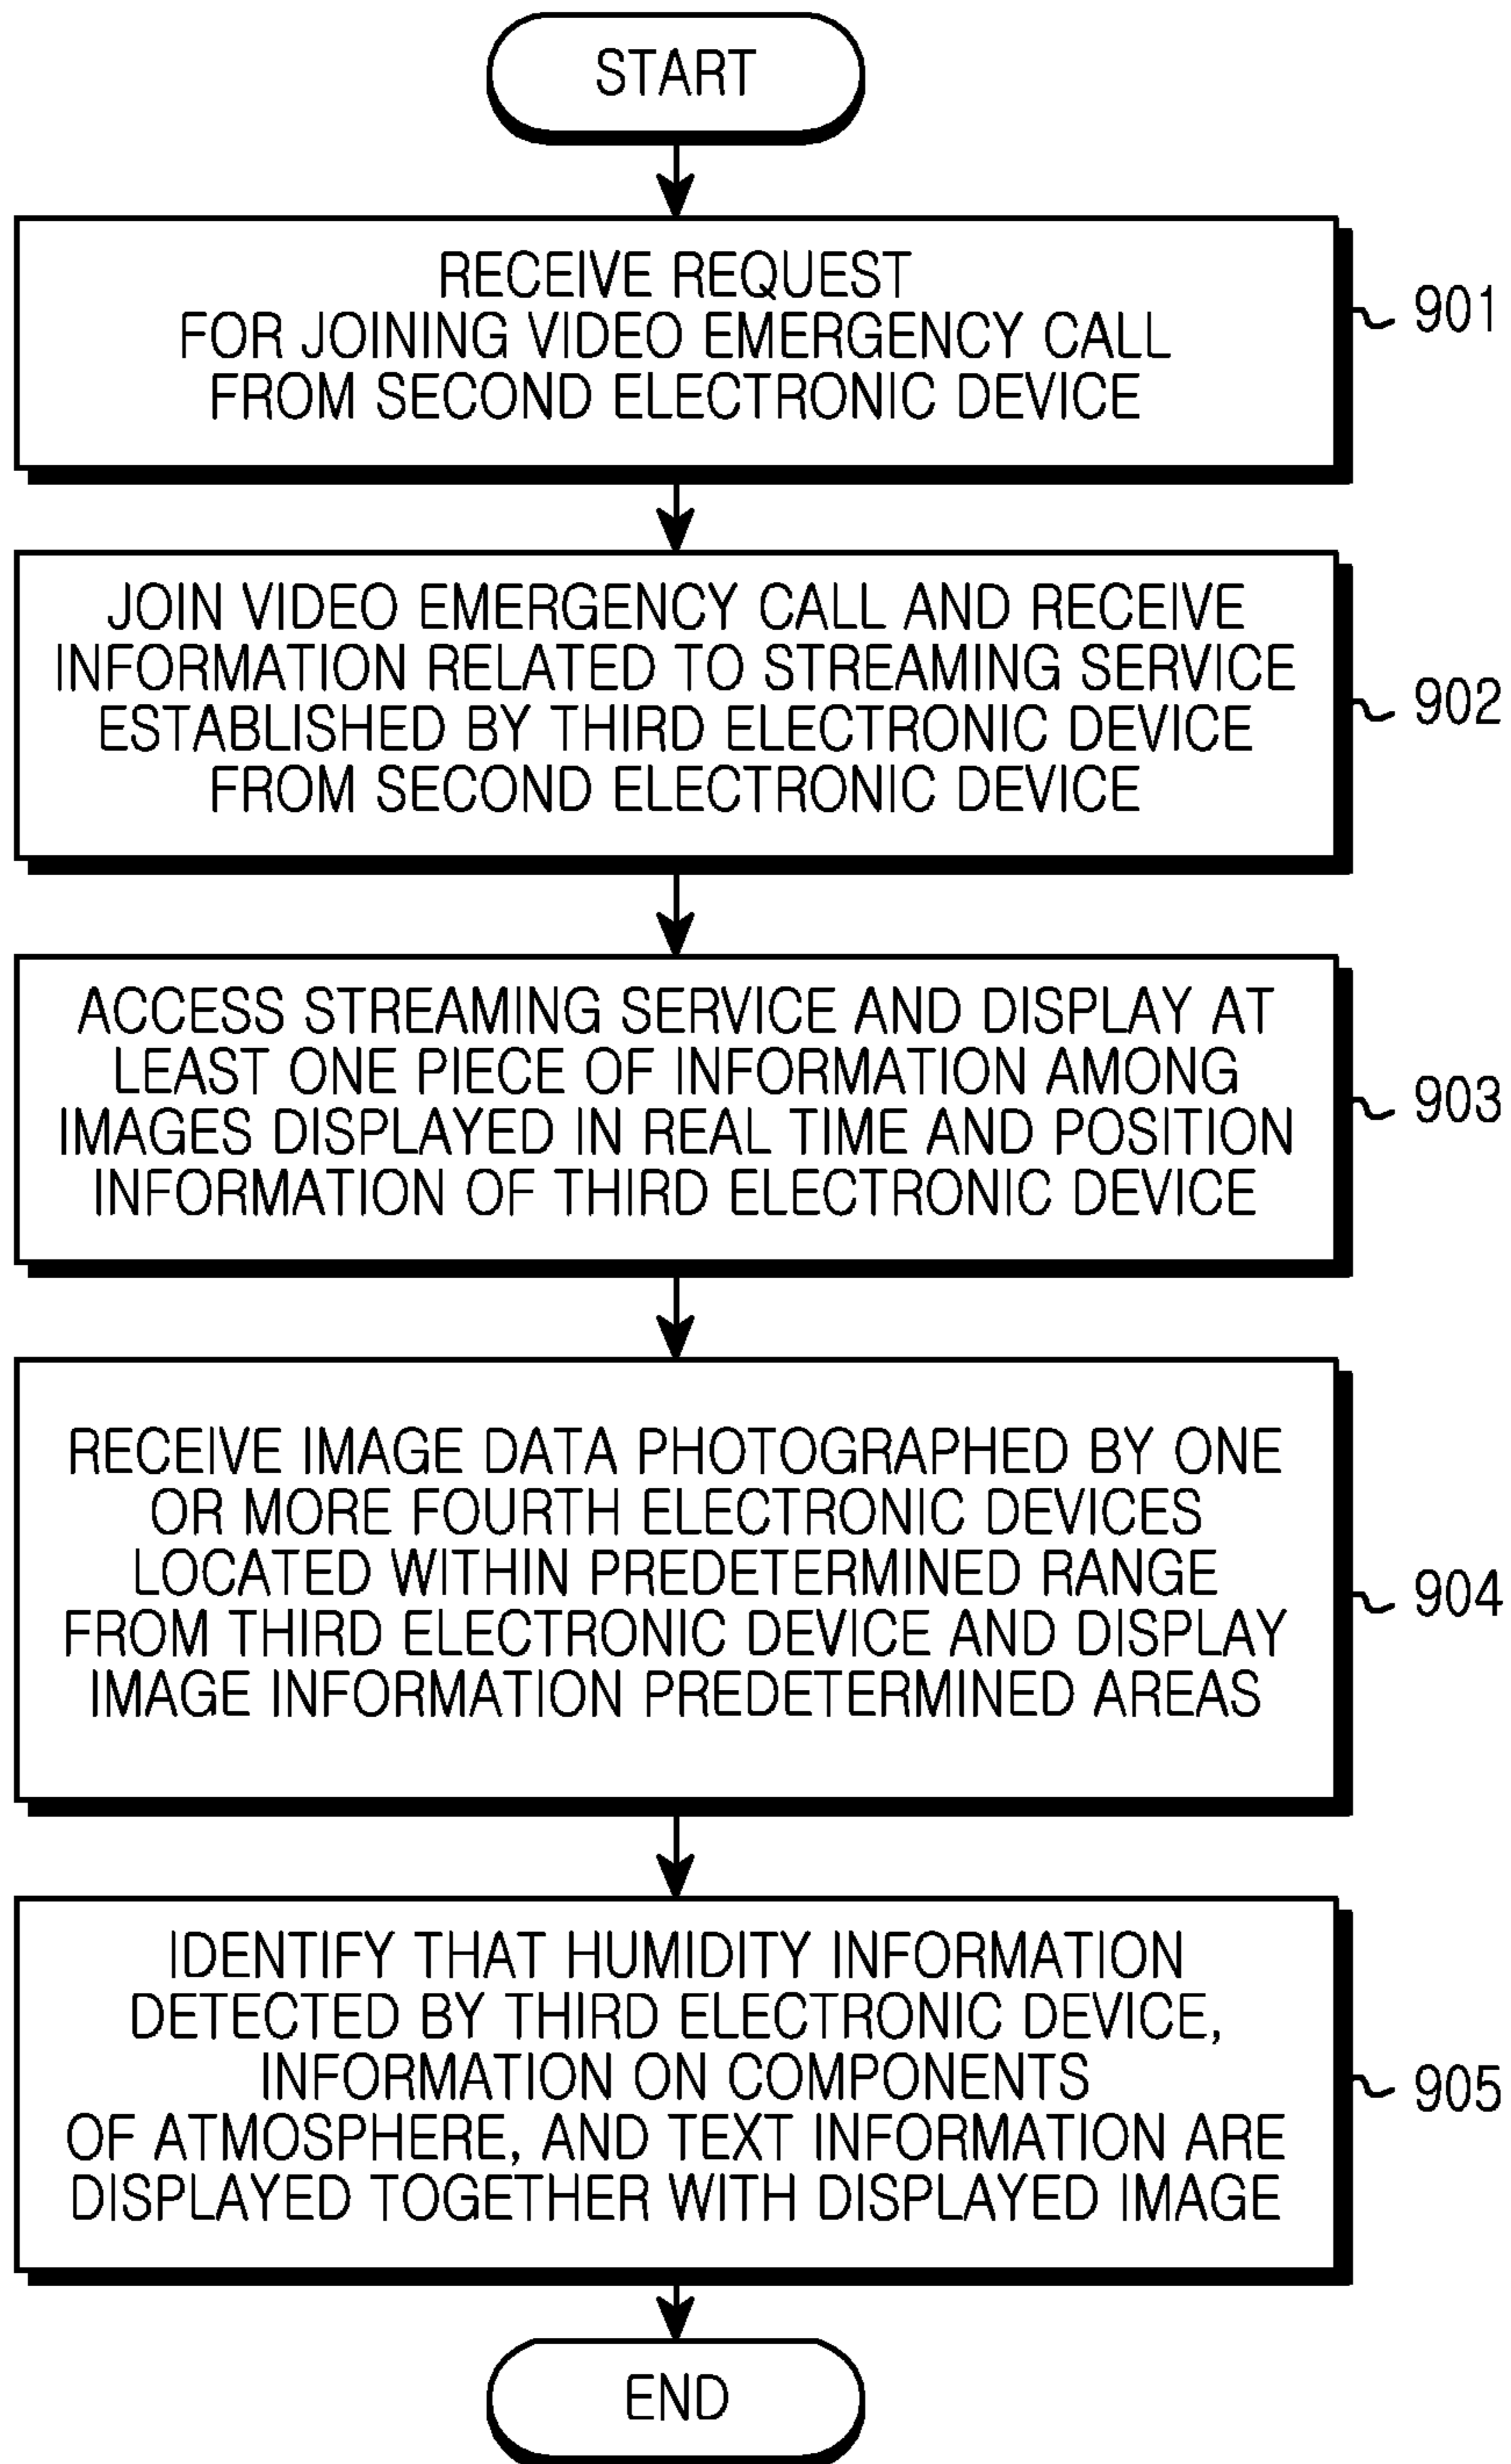 START
RECEIVE REQUEST
FOR JOINING VIDEO EMERGENCY CALL
FROM SECOND ELECTRONIC DEVICE
901
JOIN VIDEO EMERGENCY CALL AND RECEIVE
INFORMATION RELATED TO STREAMING SERVICE
ESTABLISHED BY THIRD ELECTRONIC DEVICE
FROM SECOND ELECTRONIC DEVICE
902
ACCESS STREAMING SERVICE AND DISPLAY AT
LEAST ONE PIECE OF INFORMATION AMONG
IMAGES DISPLAYED IN REAL TIME AND POSITION
INFORMATION OF THIRD ELECTRONIC DEVICE
903
RECEIVE IMAGE DATA PHOTOGRAPHED BY ONE
OR MORE FOURTH ELECTRONIC DEVICES
LOCATED WITHIN PREDETERMINED RANGE
FROM THIRD ELECTRONIC DEVICE AND DISPLAY
IMAGE INFORMATION PREDETERMINED AREAS
904
IDENTIFY THAT HUMIDITY INFORMATION
DETECTED BY THIRD ELECTRONIC DEVICE,
INFORMATION ON COMPONENTS
OF ATMOSPHERE, AND TEXT INFORMATION ARE
DISPLAYED TOGETHER WITH DISPLAYED IMAGE
905
END